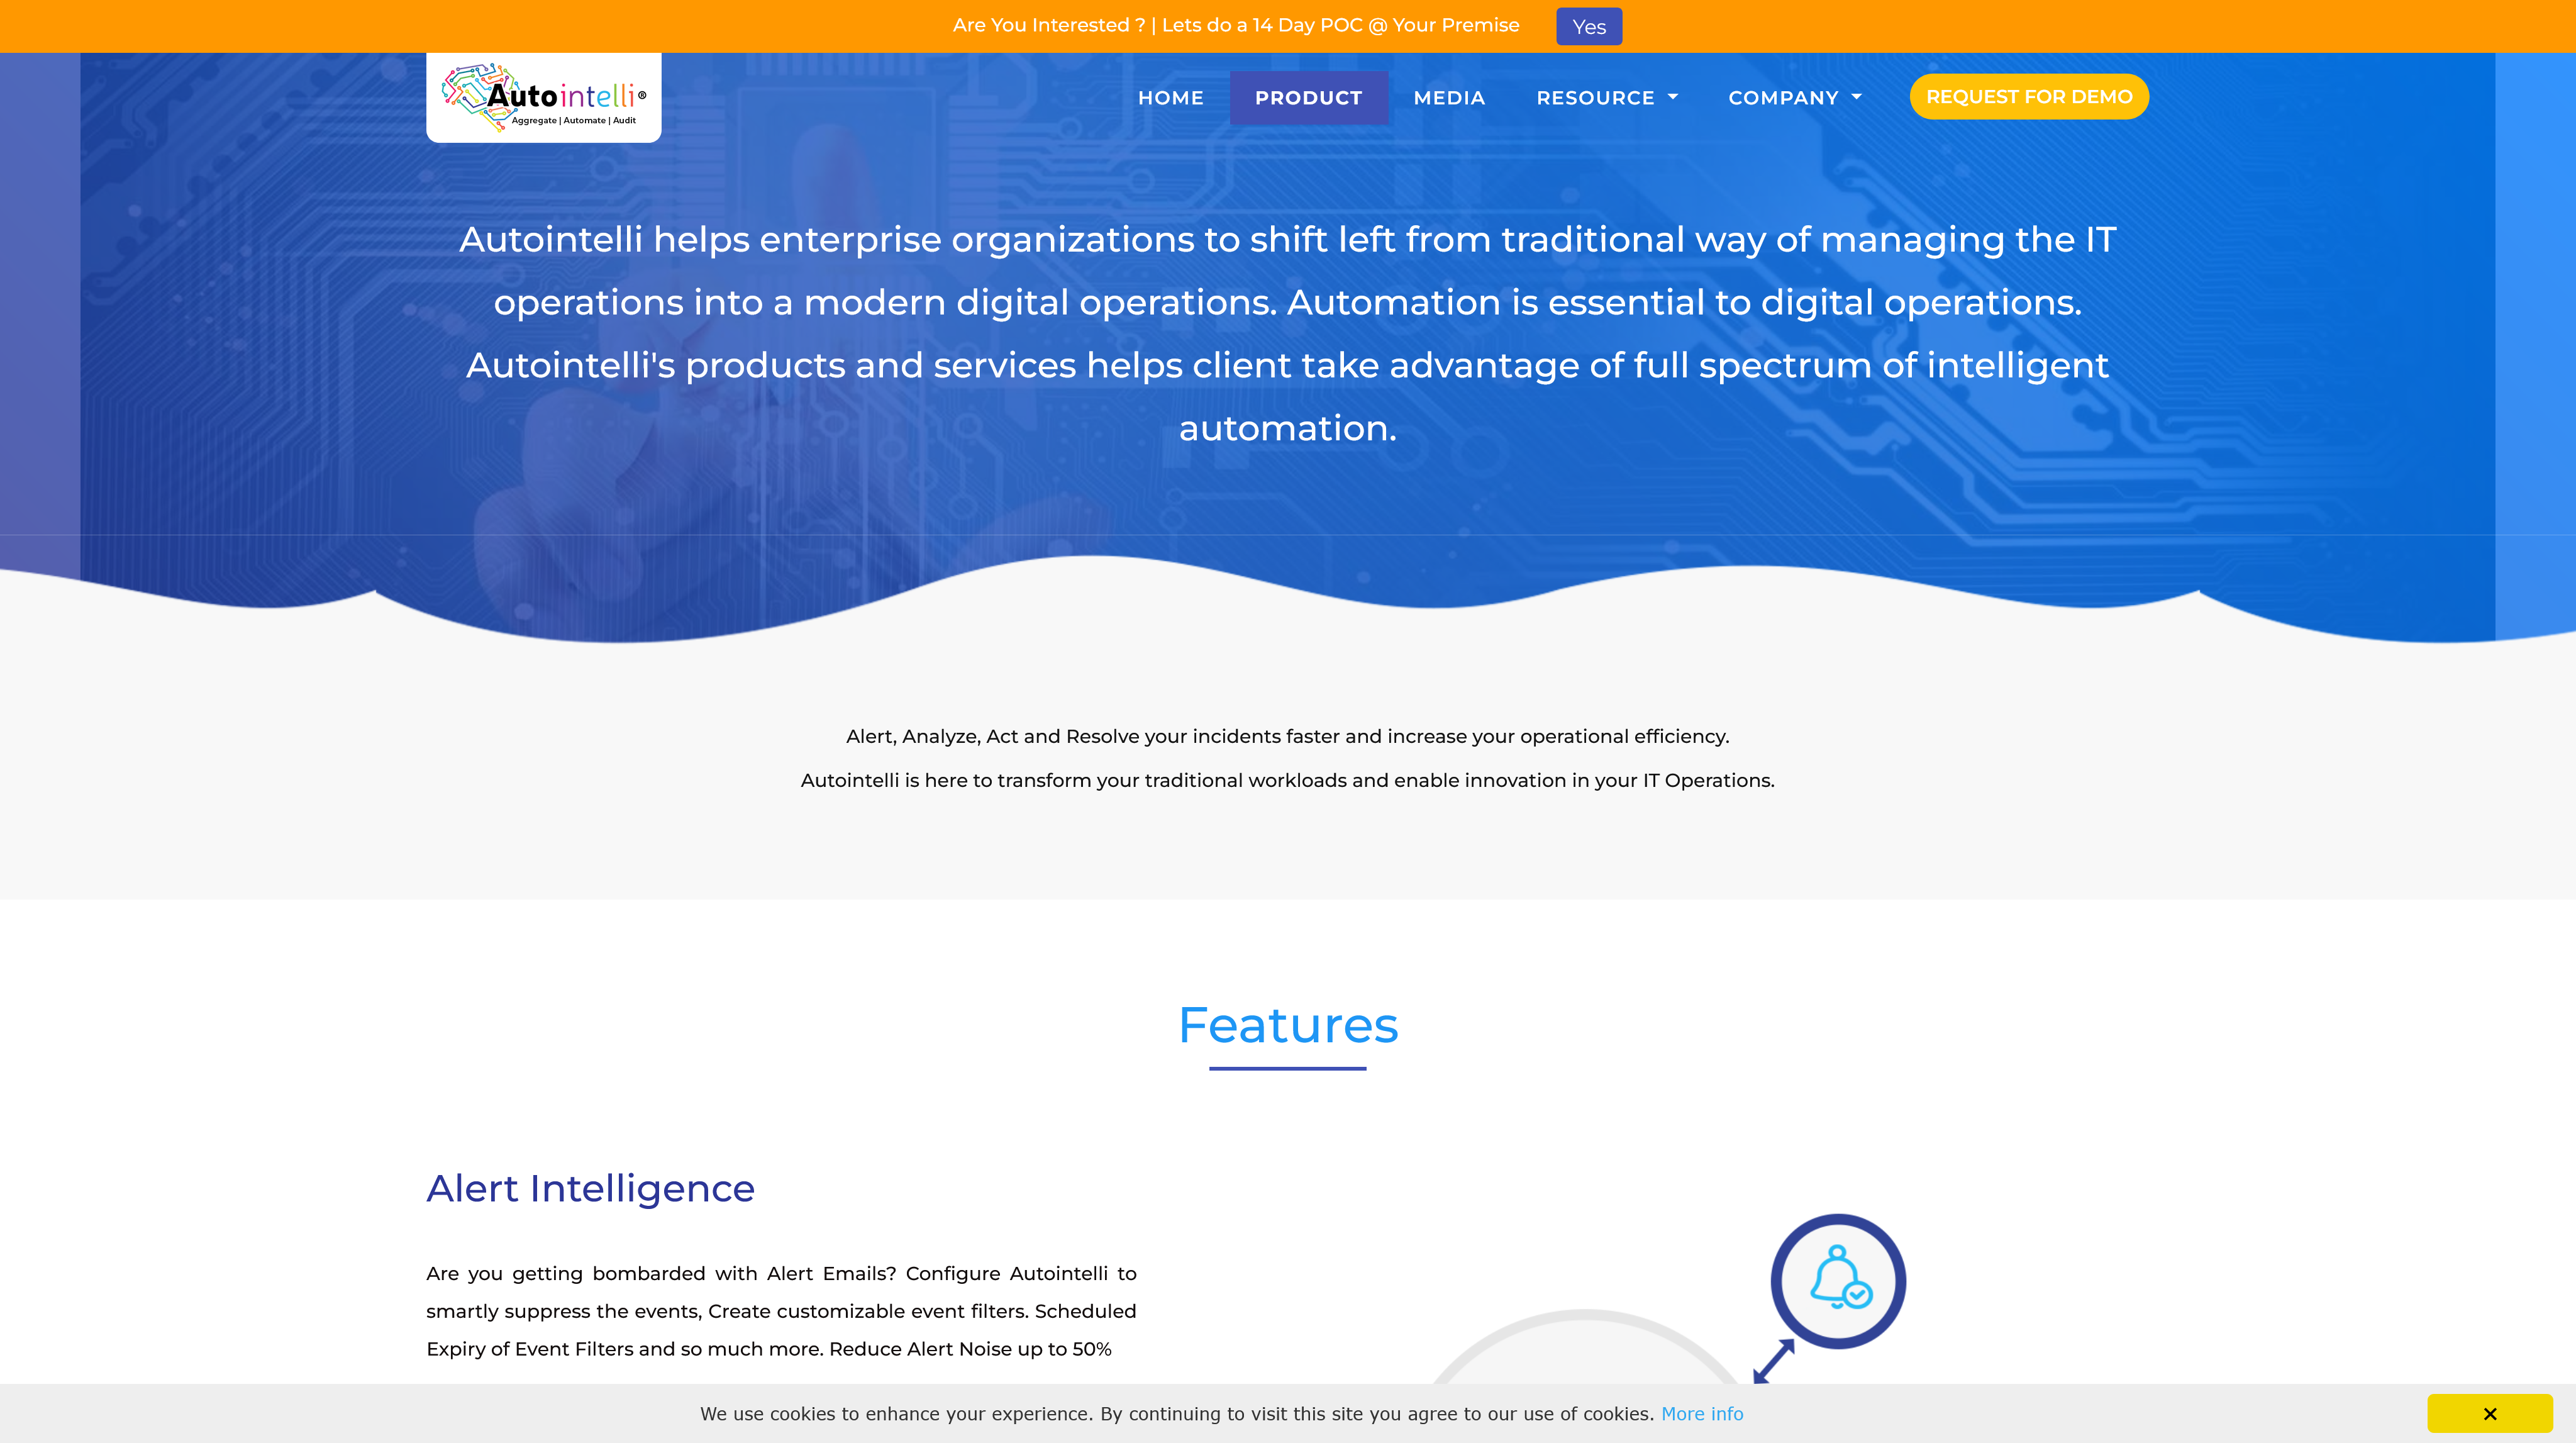 Are You Interested ? | Lets do a 14 Day POC @ Your Premise
Yes
Autointelli®
Aggregate | Automate | Audit
HOME
PRODUCT
MEDIA
RESOURCE
COMPANY
REQUEST FOR DEMO
Autointelli helps enterprise organizations to shift left from traditional way of managing the IT
operations into a modern digital operations. Automation is essential to digital operations.
Autointelli's products and services helps client take advantage of full spectrum of intelligent
automation.
Alert, Analyze, Act and Resolve your incidents faster and increase your operational efficiency.
Autointelli is here to transform your traditional workloads and enable innovation in your IT Operations.
Features
Alert Intelligence
Are you getting bombarded with Alert Emails? Configure Autointelli to
smartly suppress the events, Create customizable event filters. Scheduled
Expiry of Event Filters and so much more. Reduce Alert Noise up to 50%
We use cookies to enhance your experience. By continuing to visit this site you agree to our use of cookies. More info